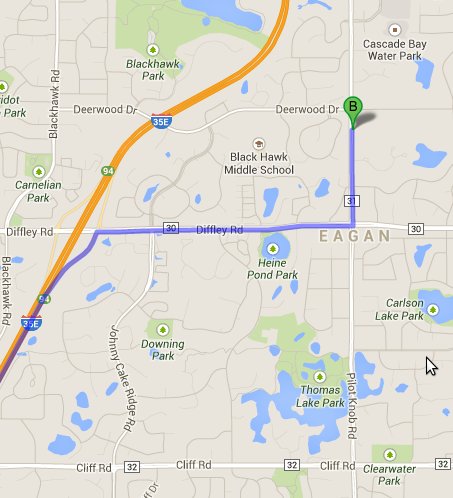 Cascade Bay
Water Park
Blackhawk
Park
Blackhawk Rd
Deerwood Dr
35E
Deerwood Dr
B
94
Black Hawk
Middle School
Carnelian
Park
31
Diffley Rd
30
Diffley Rd
30
EAGAN
Heine
Pond Park
Blackhawk Rd
94
35E
Carlson
Lake Park
Johnny Cake Ridge Rd
Downing
Park
Thomas
Lake Park
Pilot Knob Rd
Cliff Rd
32
Cliff Rd
32
32
Clearwater
Park